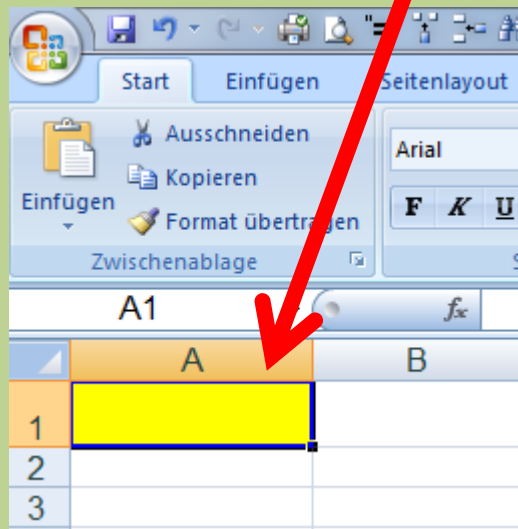 Start Einfügen Seitenlayout
Ausschneiden
Arial
Kopieren
Einfügen
F K U
Format übertragen
Zwischenablage
A1 fx
A B
1
2
3